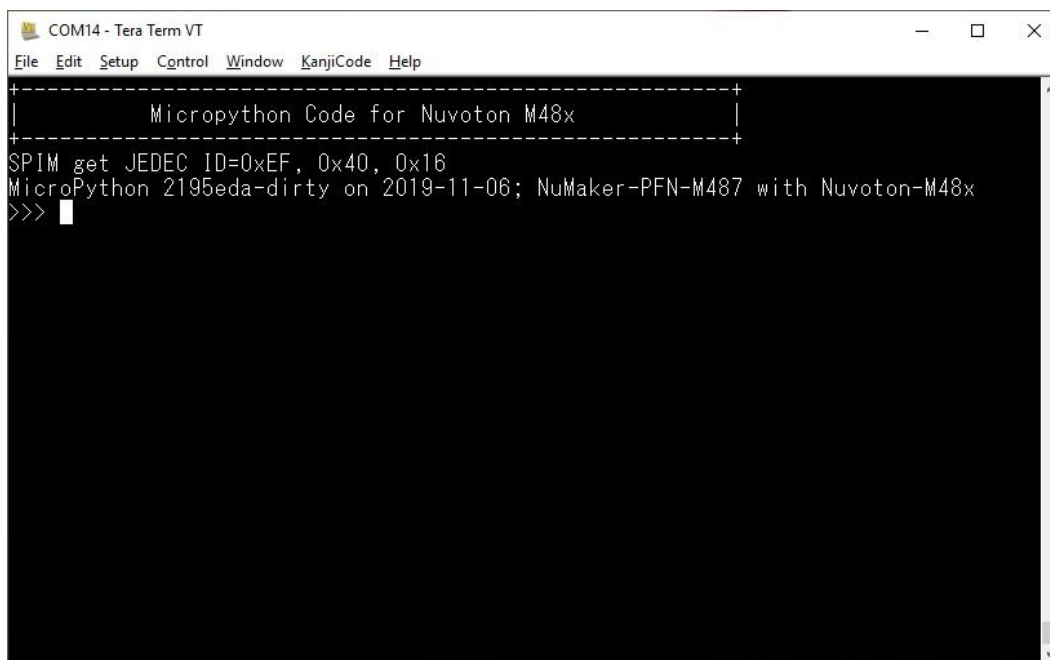 COM14 - Tera Term VT
File Edit Setup Control Window KanjiCode Help
+--------------------------------------------------------+
| Micropython Code for Nuvoton M48x |
+--------------------------------------------------------+
SPIM get JEDEC ID=0xEF, 0x40, 0x16
MicroPython 2195eda-dirty on 2019-11-06; NuMaker-PFN-M487 with Nuvoton-M48x
>>>